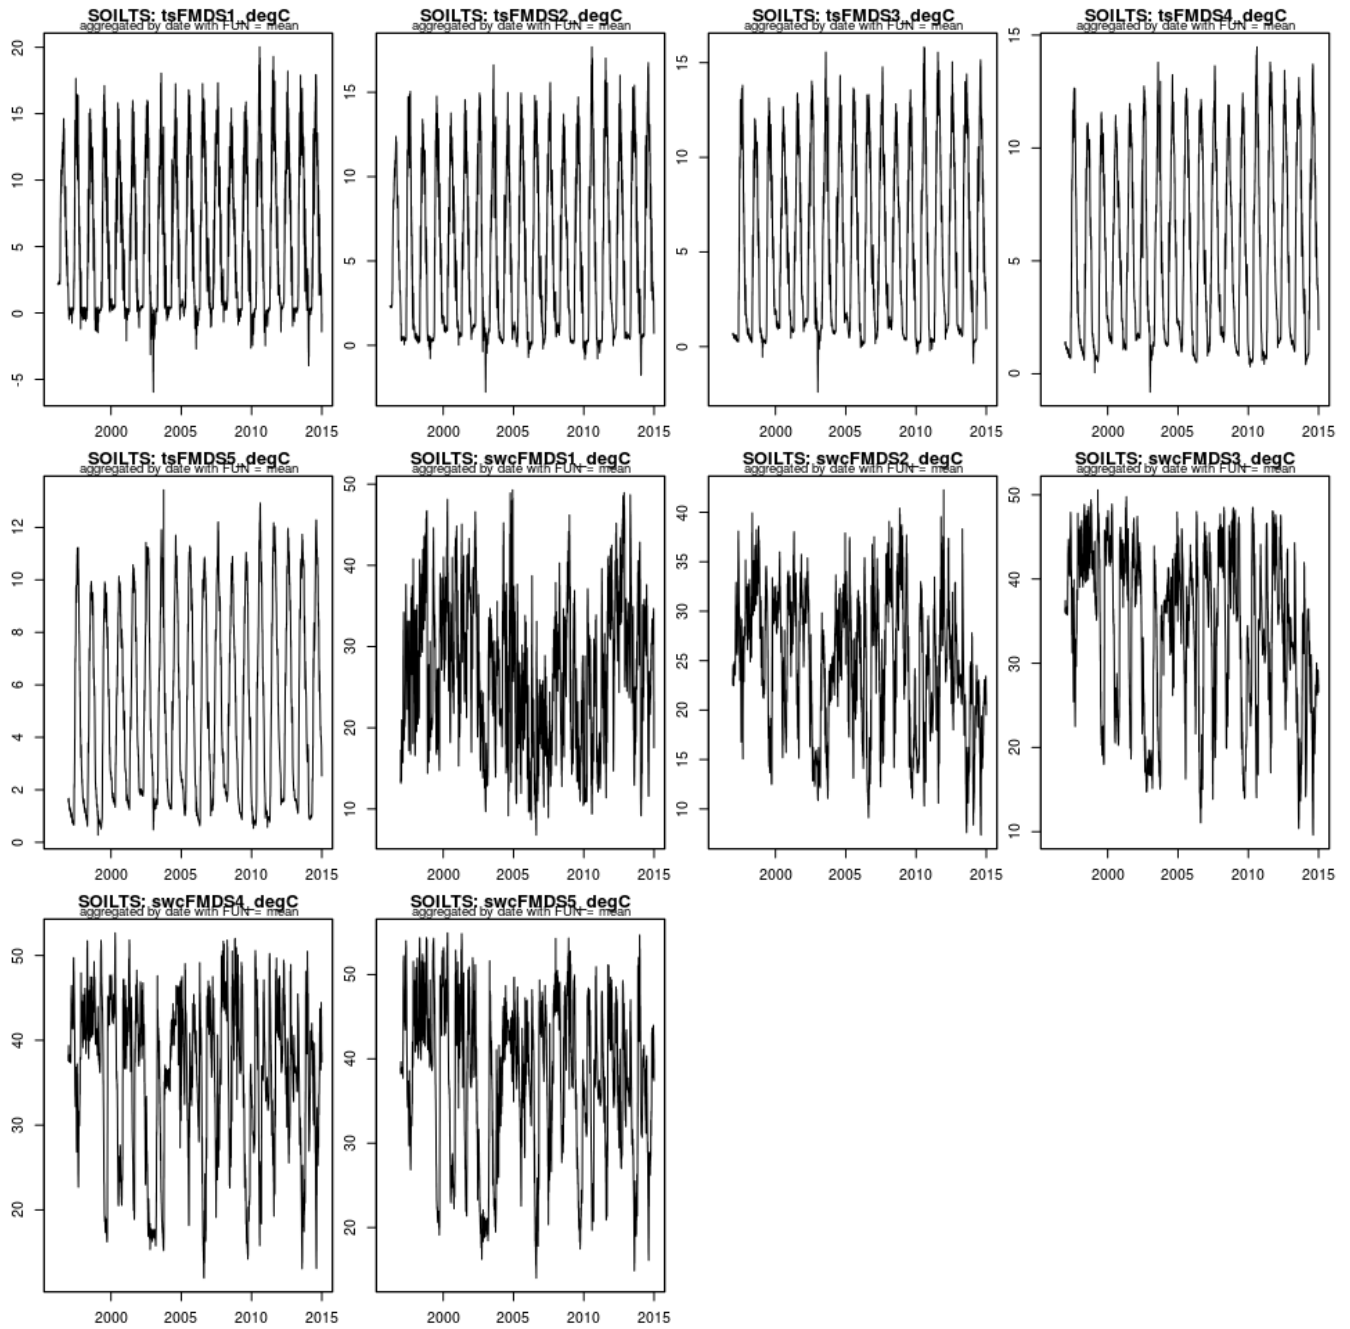 SOILTS: tsFMDS1_degC
aggregated by date with FUN = mean
20
15
10
5
0
-5
2000 2005 2010 2015
SOILTS: tsFMDS2_degC
aggregated by date with FUN = mean
15
10
5
0
2000 2005 2010 2015
SOILTS: tsFMDS3_degC
aggregated by date with FUN = mean
15
10
5
0
2000 2005 2010 2015
SOILTS: tsFMDS4_degC
aggregated by date with FUN = mean
15
10
5
0
2000 2005 2010 2015
SOILTS: tsFMDS5_degC
aggregated by date with FUN = mean
12
10
8
6
4
2
0
2000 2005 2010 2015
SOILTS: swcFMDS1_degC
aggregated by date with FUN = mean
50
40
30
20
10
2000 2005 2010 2015
SOILTS: swcFMDS2_degC
aggregated by date with FUN = mean
40
35
30
25
20
15
10
2000 2005 2010 2015
SOILTS: swcFMDS3_degC
aggregated by date with FUN = mean
50
40
30
20
10
2000 2005 2010 2015
SOILTS: swcFMDS4_degC
aggregated by date with FUN = mean
50
40
30
20
2000 2005 2010 2015
SOILTS: swcFMDS5_degC
aggregated by date with FUN = mean
50
40
30
20
2000 2005 2010 2015